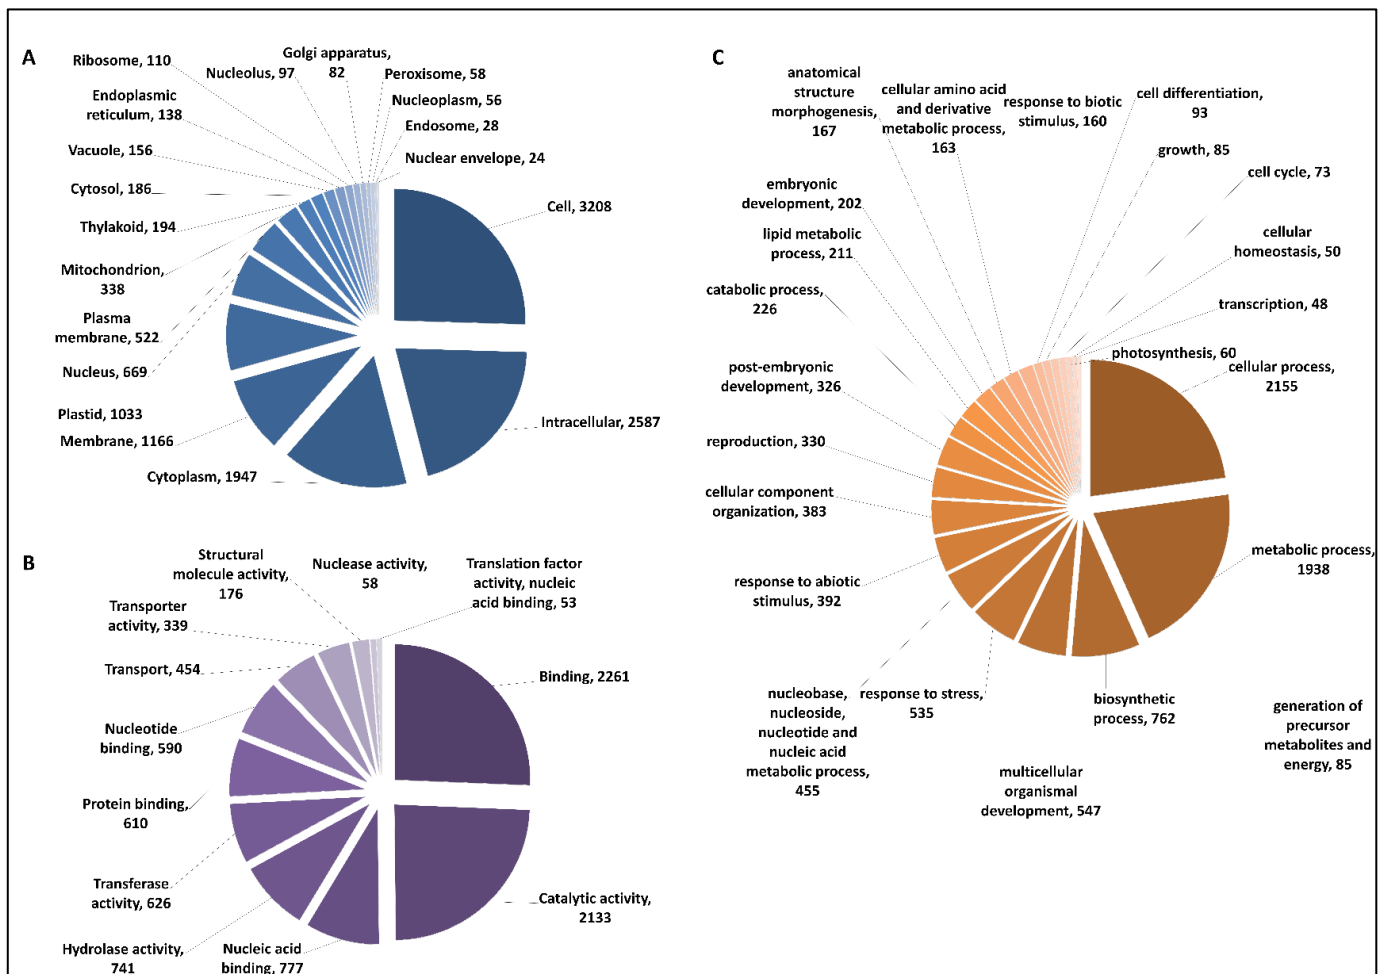 A
Ribosome, 110
Golgi apparatus,
82
Nucleolus, 97
Peroxisome, 58
Endoplasmic
reticulum, 138
Nucleoplasm, 56
Endosome, 28
Vacuole, 156
Nuclear envelope, 24
Cytosol, 186
Cell, 3208
Thylakoid, 194
Mitochondrion,
338
Plasma
membrane, 522
Nucleus, 669
Plastid, 1033
Membrane, 1166
Intracellular, 2587
Cytoplasm, 1947
B
Structural
molecule activity,
176
Nuclease activity,
58
Translation factor
activity, nucleic
acid binding, 53
Transporter
activity, 339
Transport, 454
Binding, 2261
Nucleotide
binding, 590
Protein binding,
610
Transferase
activity, 626
Catalytic activity,
2133
Hydrolase activity,
741
Nucleic acid
binding, 777
C
anatomical
structure
morphogenesis,
167
cellular amino acid
and derivative
metabolic process,
163
response to biotic
stimulus, 160
cell differentiation,
93
growth, 85
cell cycle, 73
embryonic
development, 202
lipid metabolic
process, 211
cellular
homeostasis, 50
catabolic process,
226
transcription, 48
photosynthesis, 60
cellular process,
2155
post-embryonic
development, 326
reproduction, 330
cellular component
organization, 383
metabolic process,
1938
response to abiotic
stimulus, 392
nucleobase,
nucleoside,
nucleotide and
nucleic acid
metabolic process,
455
response to stress,
535
biosynthetic
process, 762
multicellular
organismal
development, 547
generation of
precursor
metabolites and
energy, 85